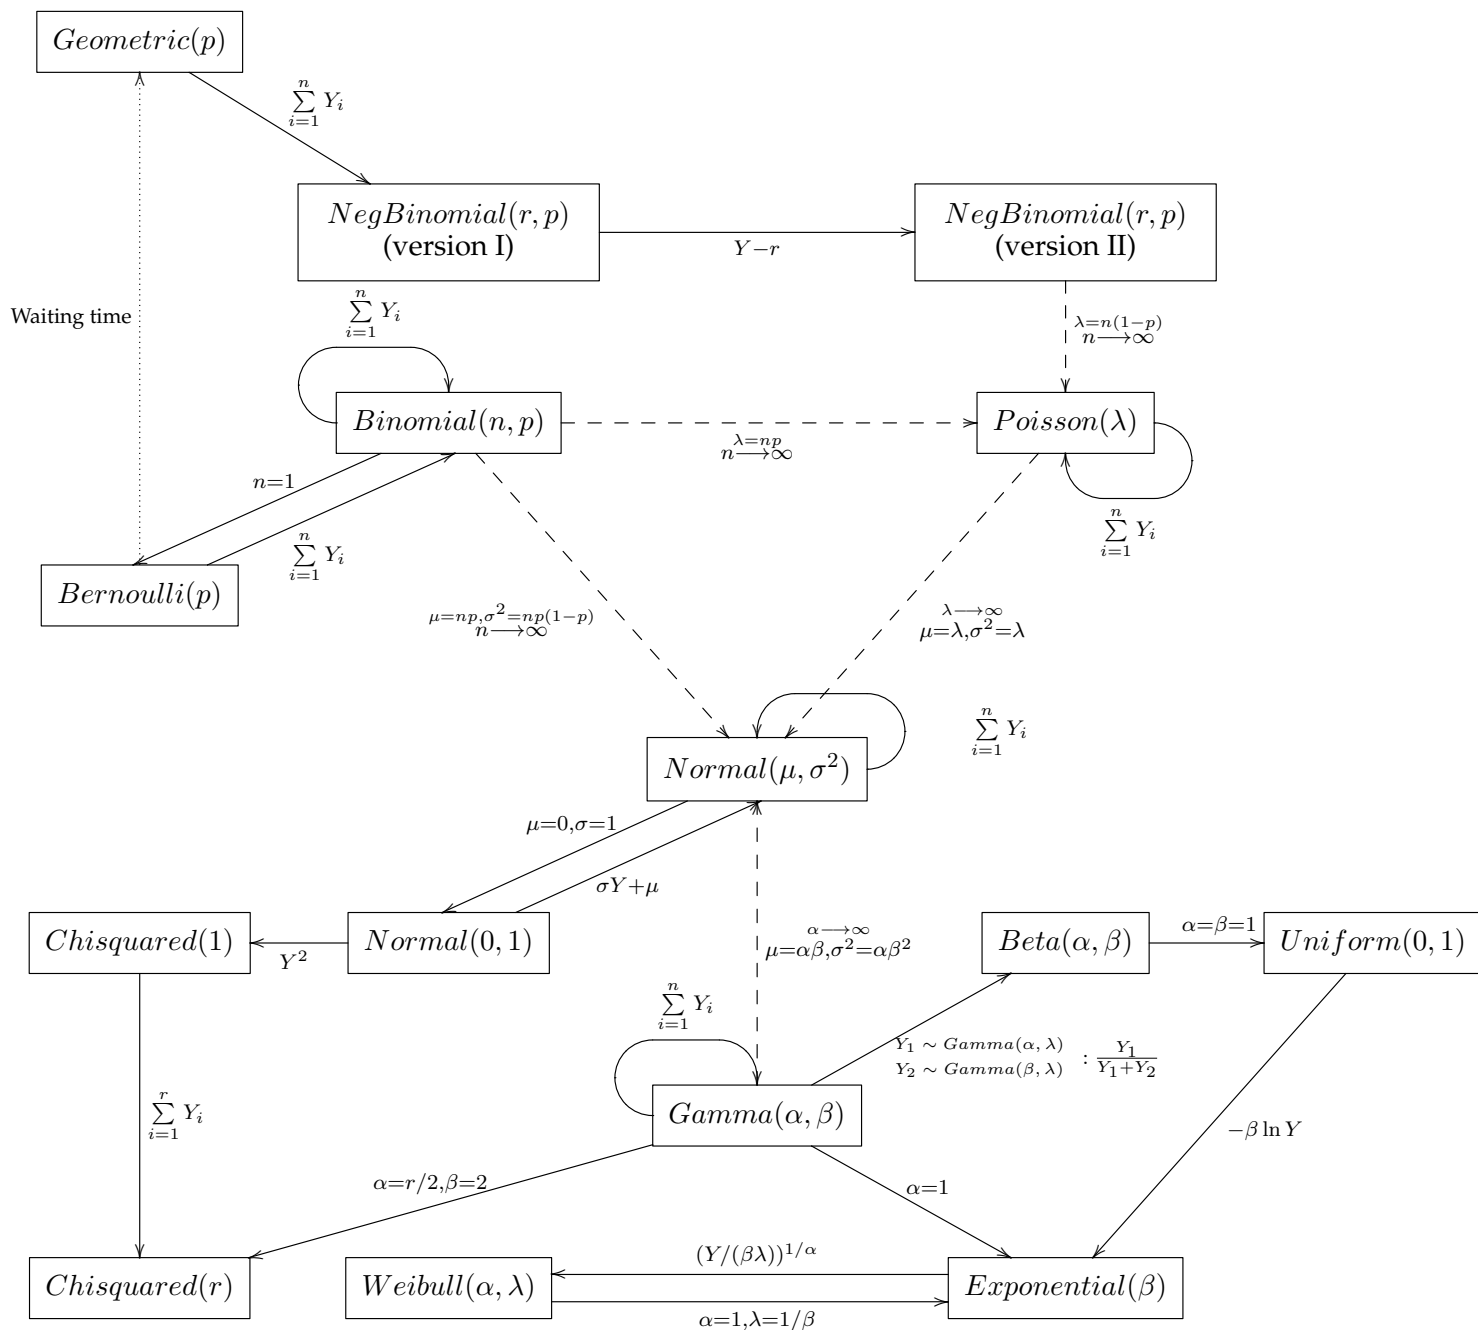 Geometric(p)
n∑i=1 Y_i
NegBinomial(r, p)
(version I)
Y−r
NegBinomial(r, p)
(version II)
Waiting time
n∑i=1 Y_i
λ=n(1−p)
n⟶∞
Binomial(n, p)
λ=np
n⟶∞
Poisson(λ)
n=1
n∑i=1 Y_i
n∑i=1 Y_i
Bernoulli(p)
μ=np,σ²=np(1−p)
n⟶∞
λ⟶∞
μ=λ,σ²=λ
n∑i=1 Y_i
Normal(μ, σ²)
μ=0,σ=1
σY+μ
Chisquared(1)
Y²
Normal(0, 1)
α⟶∞
μ=αβ,σ²=αβ²
Beta(α, β)
α=β=1
Uniform(0, 1)
n∑i=1 Y_i
Y₁ ∼ Gamma(α, λ)
Y₂ ∼ Gamma(β, λ) : Y₁/(Y₁+Y₂)
Gamma(α, β)
r∑i=1 Y_i
−β ln Y
α=r/2,β=2
α=1
(Y/(βλ))^{1/α}
Chisquared(r)
Weibull(α, λ)
Exponential(β)
α=1,λ=1/β